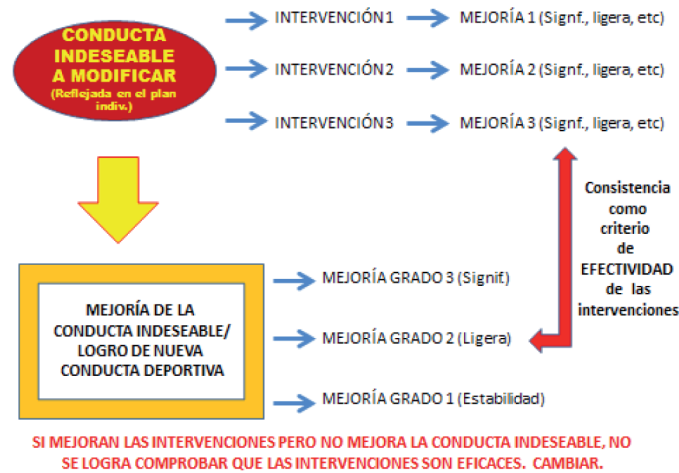 CONDUCTA
INDESEABLE
A MODIFICAR
(Reflejada en el plan
indiv.)
INTERVENCIÓN 1
MEJORÍA 1 (Signf., ligera, etc)
INTERVENCIÓN 2
MEJORÍA 2 (Signf., ligera, etc)
INTERVENCIÓN 3
MEJORÍA 3 (Signf., ligera, etc)
Consistencia
como
criterio
de
EFECTIVIDAD
de las
intervenciones
MEJORÍA DE LA
CONDUCTA INDESEABLE/
LOGRO DE NUEVA
CONDUCTA DEPORTIVA
MEJORÍA GRADO 3 (Signif.)
MEJORÍA GRADO 2 (Ligera)
MEJORÍA GRADO 1 (Estabilidad)
SI MEJORAN LAS INTERVENCIONES PERO NO MEJORA LA CONDUCTA INDESEABLE, NO
SE LOGRA COMPROBAR QUE LAS INTERVENCIONES SON EFICACES. CAMBIAR.